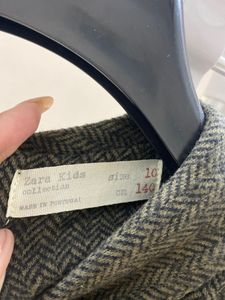 Zara Kids size 10
collection cm 140
MADE IN PORTUGAL